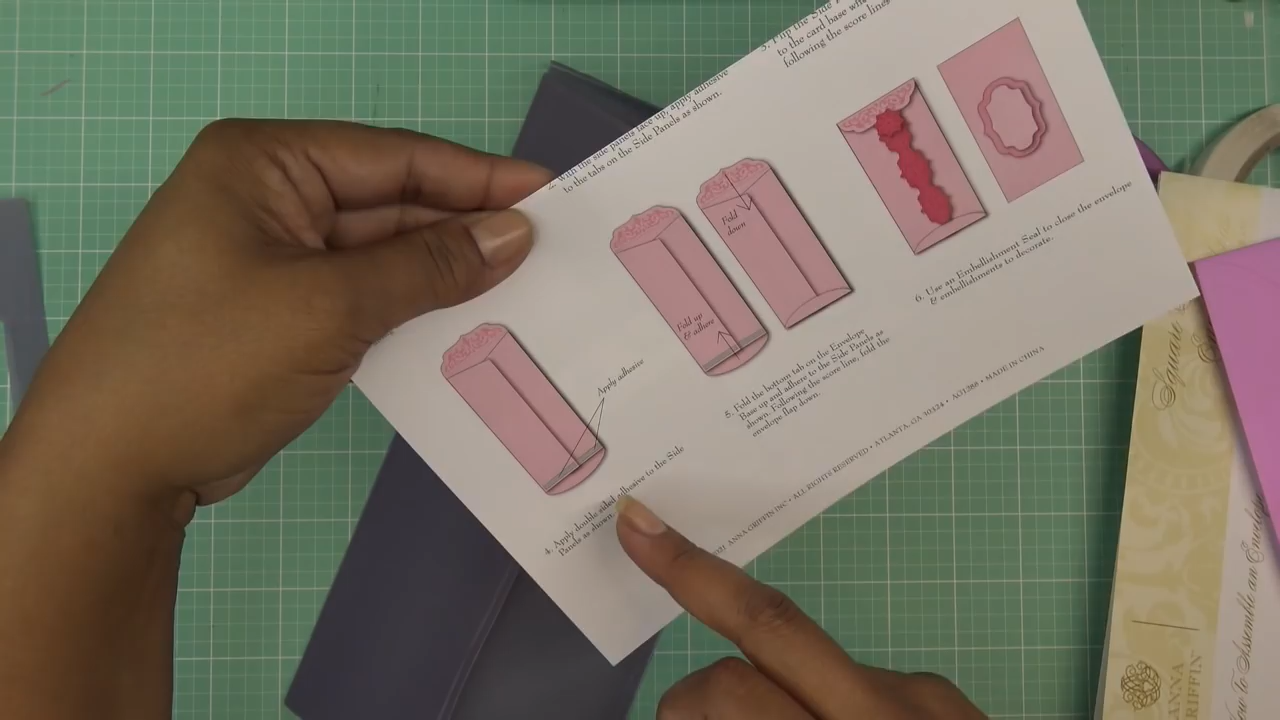 2. With the side panels face up, apply adhesive
to the tabs on the Side Panels as shown.
3. Flip the Side
to the card base
following the score lines
Apply adhesive
4. Apply double sided adhesive to the Side
Panels as shown.
Fold up
& adhere
Fold
down
5. Fold the bottom tab on the Envelope
Base up and adhere to the Side Panels as
shown. Following the score line, fold the
envelope flap down.
6. Use an Embellishment Seal to close the envelope
& embellishments to decorate.
ANNA GRIFFIN INC • ALL RIGHTS RESERVED • ATLANTA, GA 30324 • AG1288 • MADE IN CHINA
Square
ANNA
GRIFFIN
How to Assemble an Envelope